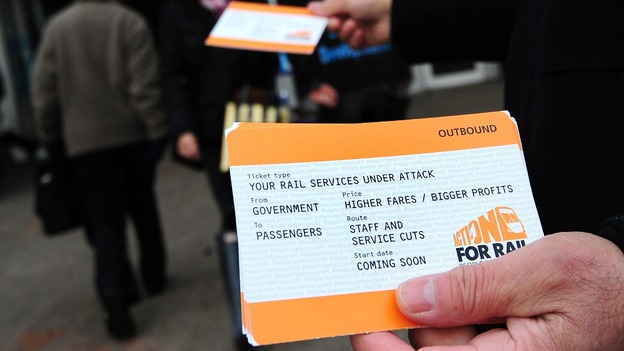 OUTBOUND
Ticket type
YOUR RAIL SERVICES UNDER ATTACK
From
GOVERNMENT
Price
HIGHER FARES / BIGGER PROFITS
To
PASSENGERS
Route
STAFF AND
SERVICE CUTS
Start date
COMING SOON
ACTION
FOR RAIL